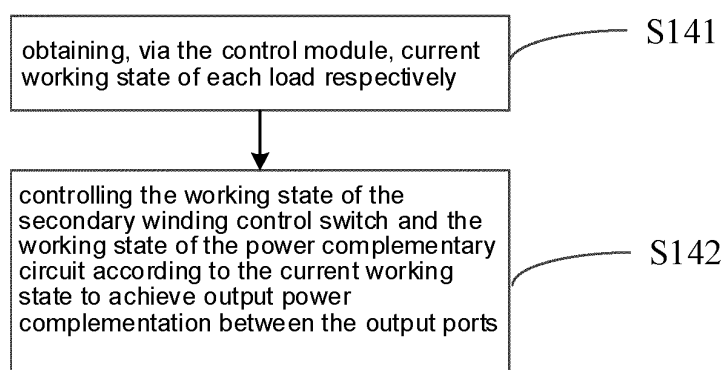 obtaining, via the control module, current
working state of each load respectively
S141
controlling the working state of the
secondary winding control switch and the
working state of the power complementary
circuit according to the current working
state to achieve output power
complementation between the output ports
S142